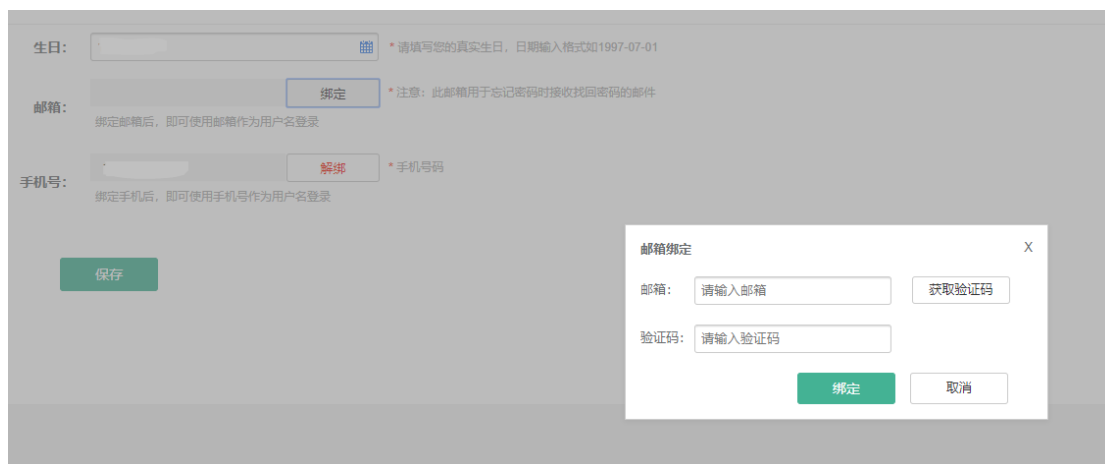 生日：
* 请填写您的真实生日，日期输入格式如1997-07-01
邮箱：
绑定
* 注意：此邮箱用于忘记密码时接收找回密码的邮件
绑定邮箱后，即可使用邮箱作为用户名登录
手机号：
解绑
* 手机号码
绑定手机后，即可使用手机号作为用户名登录
保存
邮箱绑定
X
邮箱：
请输入邮箱
获取验证码
验证码：
请输入验证码
绑定
取消